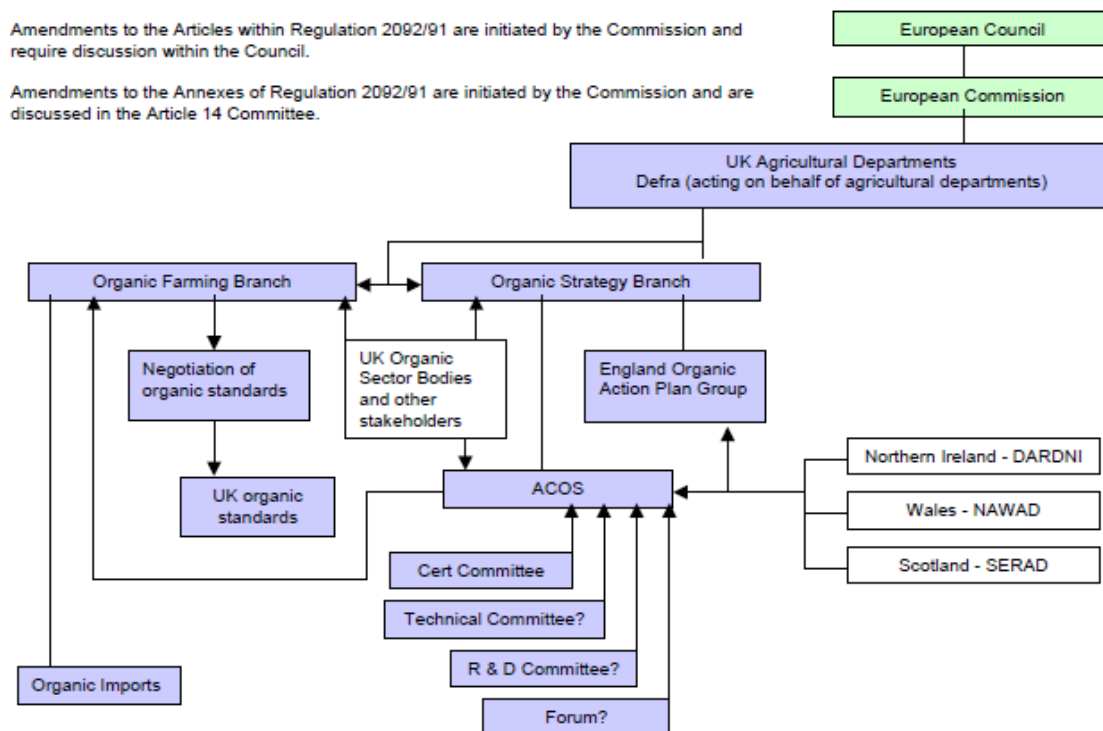 Amendments to the Articles within Regulation 2092/91 are initiated by the Commission and
require discussion within the Council.
Amendments to the Annexes of Regulation 2092/91 are initiated by the Commission and are
discussed in the Article 14 Committee.
European Council
European Commission
UK Agricultural Departments
Defra (acting on behalf of agricultural departments)
Organic Farming Branch
Organic Strategy Branch
Negotiation of
organic standards
UK Organic
Sector Bodies
and other
stakeholders
England Organic
Action Plan Group
UK organic
standards
ACOS
Northern Ireland - DARDNI
Wales - NAWAD
Scotland - SERAD
Cert Committee
Technical Committee?
R & D Committee?
Organic Imports
Forum?